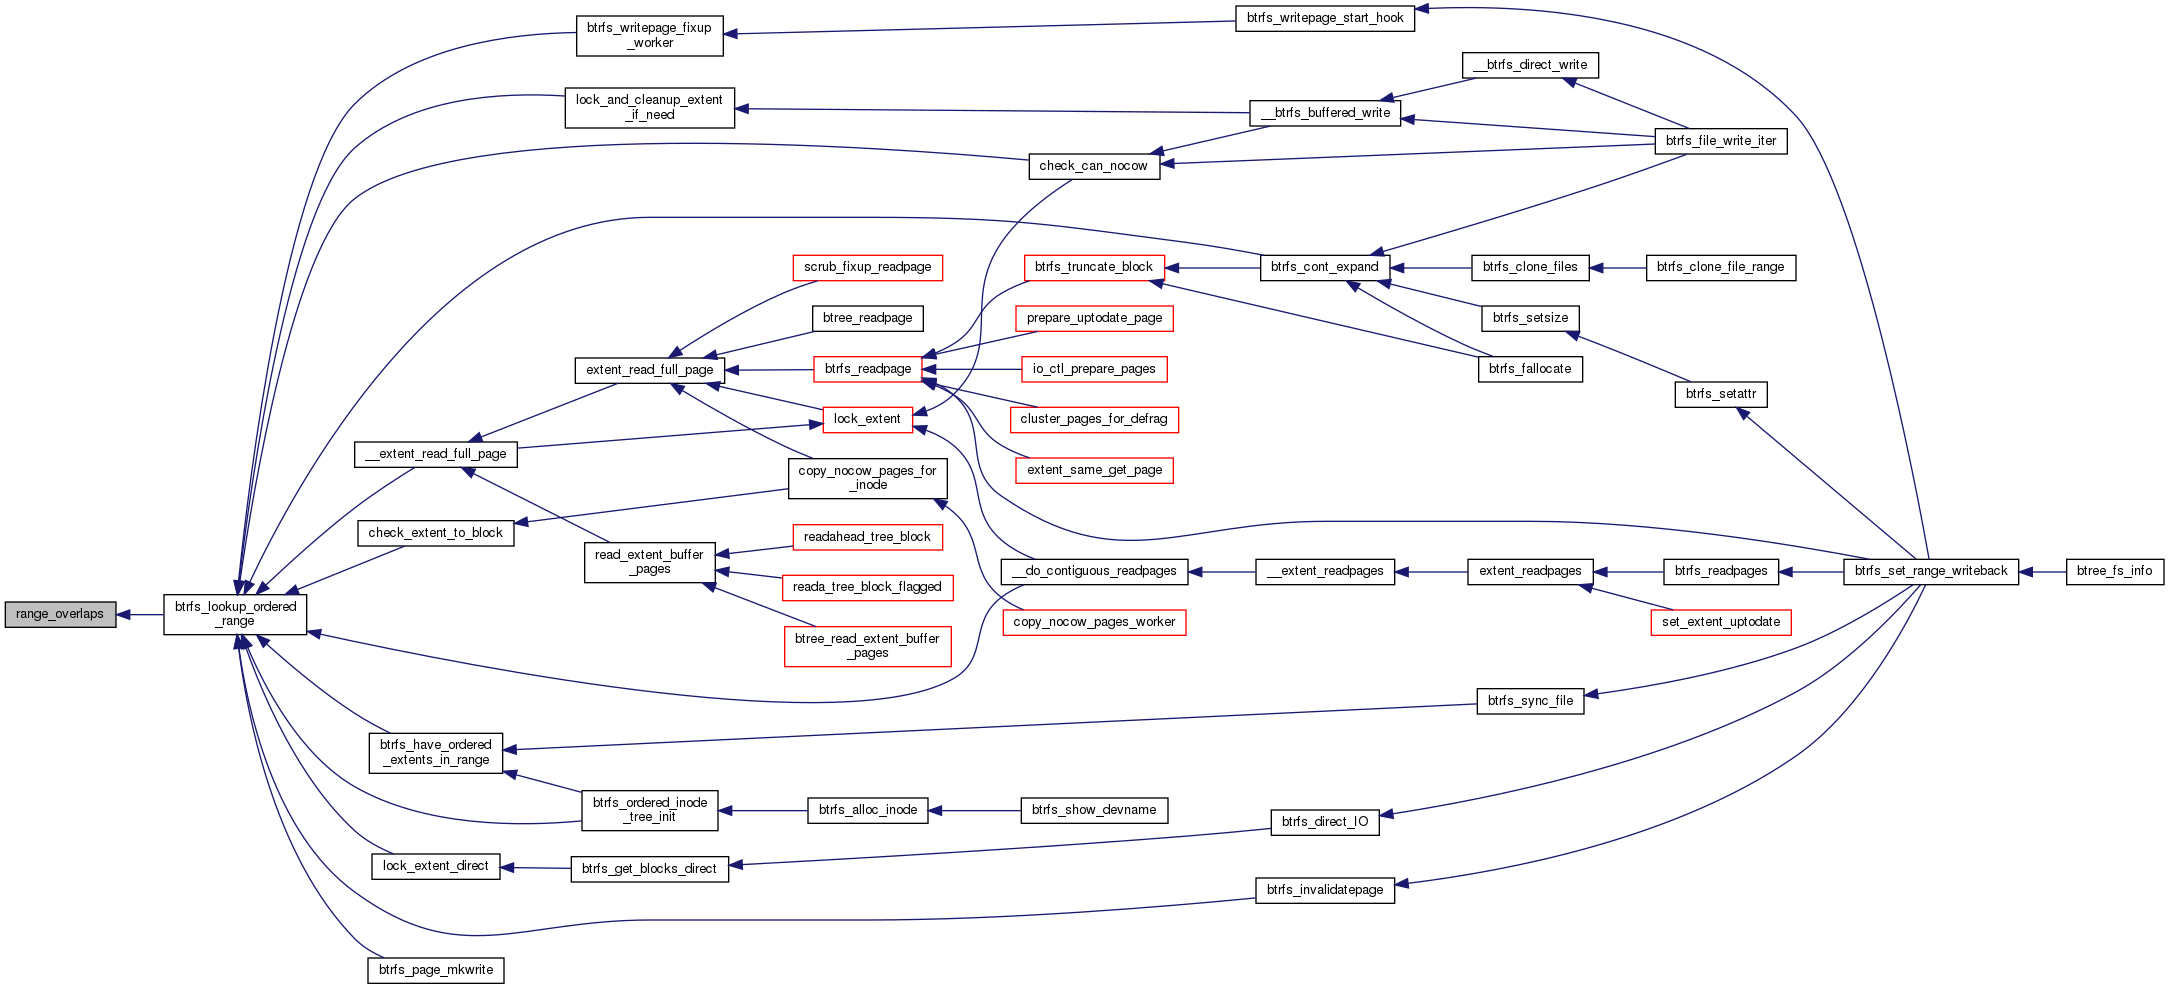 range_overlaps
btrfs_lookup_ordered
_range
btrfs_writepage_fixup
_worker
btrfs_writepage_start_hook
lock_and_cleanup_extent
_if_need
__btrfs_direct_write
__btrfs_buffered_write
btrfs_file_write_iter
check_can_nocow
scrub_fixup_readpage
btrfs_truncate_block
btrfs_cont_expand
btrfs_clone_files
btrfs_clone_file_range
btree_readpage
prepare_uptodate_page
btrfs_setsize
extent_read_full_page
btrfs_readpage
io_ctl_prepare_pages
btrfs_fallocate
btrfs_setattr
lock_extent
cluster_pages_for_defrag
__extent_read_full_page
copy_nocow_pages_for
_inode
extent_same_get_page
check_extent_to_block
readahead_tree_block
read_extent_buffer
_pages
reada_tree_block_flagged
__do_contiguous_readpages
__extent_readpages
extent_readpages
btrfs_readpages
btrfs_set_range_writeback
btree_fs_info
copy_nocow_pages_worker
set_extent_uptodate
btree_read_extent_buffer
_pages
btrfs_sync_file
btrfs_have_ordered
_extents_in_range
btrfs_ordered_inode
_tree_init
btrfs_alloc_inode
btrfs_show_devname
btrfs_direct_IO
lock_extent_direct
btrfs_get_blocks_direct
btrfs_invalidatepage
btrfs_page_mkwrite